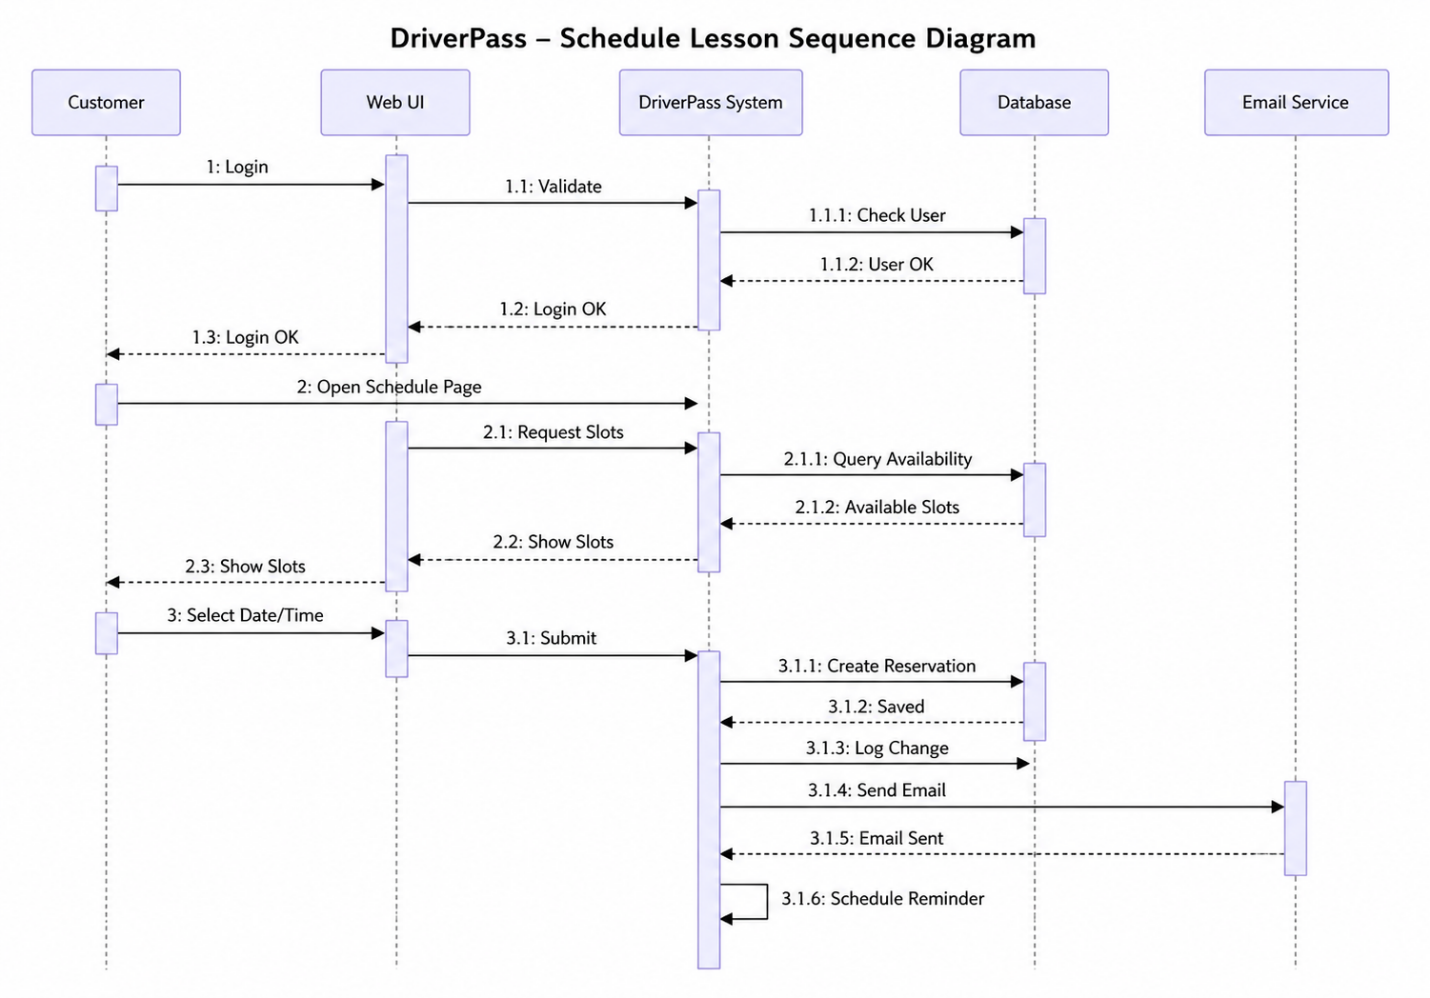 DriverPass – Schedule Lesson Sequence Diagram
Customer
Web UI
DriverPass System
Database
Email Service
1: Login
1.1: Validate
1.1.1: Check User
1.1.2: User OK
1.2: Login OK
1.3: Login OK
2: Open Schedule Page
2.1: Request Slots
2.1.1: Query Availability
2.1.2: Available Slots
2.2: Show Slots
2.3: Show Slots
3: Select Date/Time
3.1: Submit
3.1.1: Create Reservation
3.1.2: Saved
3.1.3: Log Change
3.1.4: Send Email
3.1.5: Email Sent
3.1.6: Schedule Reminder